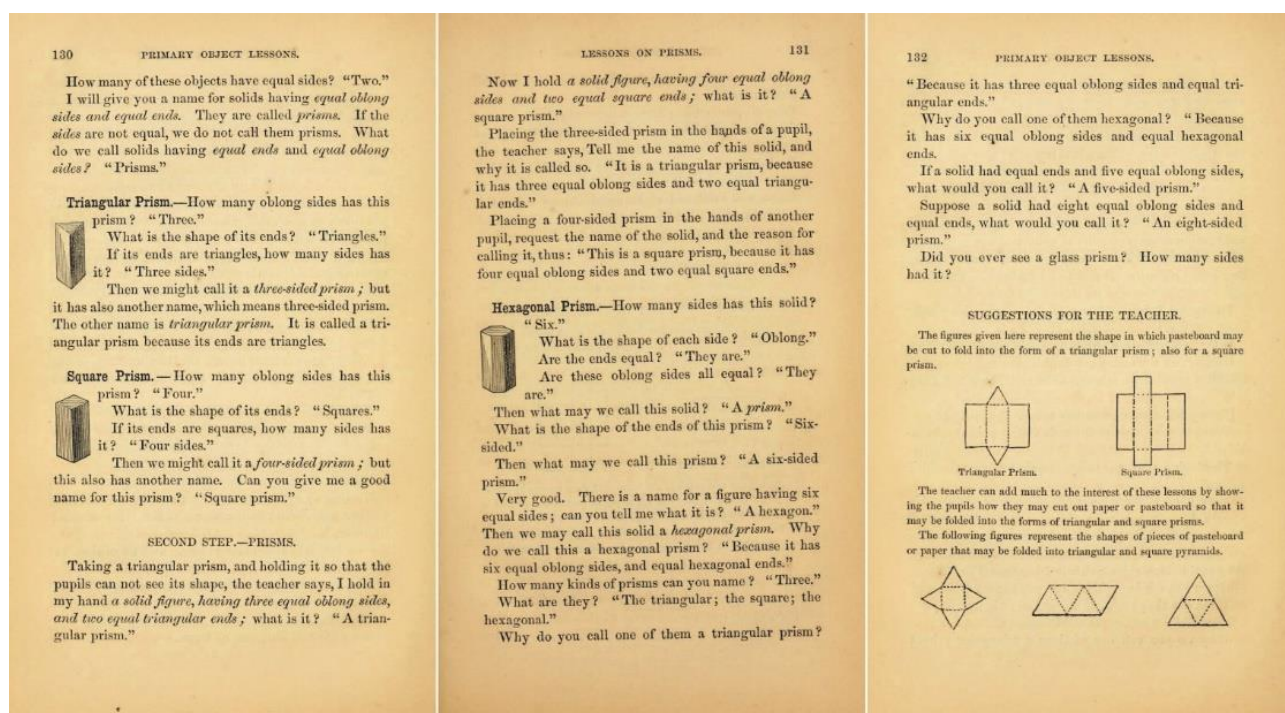 130 PRIMARY OBJECT LESSONS.
How many of these objects have equal sides? “Two.”
I will give you a name for solids having equal oblong
sides and equal ends. They are called prisms. If the
sides are not equal, we do not call them prisms. What
do we call solids having equal ends and equal oblong
sides? “Prisms.”
Triangular Prism.—How many oblong sides has this
prism? “Three.”
What is the shape of its ends? “Triangles.”
If its ends are triangles, how many sides has
it? “Three sides.”
Then we might call it a three-sided prism; but
it has also another name, which means three-sided prism.
The other name is triangular prism. It is called a tri-
angular prism because its ends are triangles.
Square Prism.—How many oblong sides has this
prism? “Four.”
What is the shape of its ends? “Squares.”
If its ends are squares, how many sides has
it? “Four sides.”
Then we might call it a four-sided prism; but
this also has another name. Can you give me a good
name for this prism? “Square prism.”
SECOND STEP.—PRISMS.
Taking a triangular prism, and holding it so that the
pupils can not see its shape, the teacher says, I hold in
my hand a solid figure, having three equal oblong sides,
and two equal triangular ends; what is it? “A trian-
gular prism.”
LESSONS ON PRISMS. 131
Now I hold a solid figure, having four equal oblong
sides and two equal square ends; what is it? “A
square prism.”
Placing the three-sided prism in the hands of a pupil,
the teacher says, Tell me the name of this solid, and
why it is called so. “It is a triangular prism, because
it has three equal oblong sides and two equal triangu-
lar ends.”
Placing a four-sided prism in the hands of another
pupil, request the name of the solid, and the reason for
calling it, thus: “This is a square prism, because it has
four equal oblong sides and two equal square ends.”
Hexagonal Prism.—How many sides has this solid?
“Six.”
What is the shape of each side? “Oblong.”
Are the ends equal? “They are.”
Are these oblong sides all equal? “They
are.”
Then what may we call this solid? “A prism.”
What is the shape of the ends of this prism? “Six-
sided.”
Then what may we call this prism? “A six-sided
prism.”
Very good. There is a name for a figure having six
equal sides; can you tell me what it is? “A hexagon.”
Then we may call this solid a hexagonal prism. Why
do we call this a hexagonal prism? “Because it has
six equal oblong sides, and equal hexagonal ends.”
How many kinds of prisms can you name? “Three.”
What are they? “The triangular; the square; the
hexagonal.”
Why do you call one of them a triangular prism?
132 PRIMARY OBJECT LESSONS.
“Because it has three equal oblong sides and equal tri-
angular ends.”
Why do you call one of them hexagonal? “Because
it has six equal oblong sides and equal hexagonal
ends.
If a solid had equal ends and five equal oblong sides,
what would you call it? “A five-sided prism.”
Suppose a solid had eight equal oblong sides and
equal ends, what would you call it? “An eight-sided
prism.”
Did you ever see a glass prism? How many sides
had it?
SUGGESTIONS FOR THE TEACHER.
The figures given here represent the shape in which pasteboard may
be cut to fold into the form of a triangular prism; also for a square
prism.
Triangular Prism. Square Prism.
The teacher can add much to the interest of these lessons by show-
ing the pupils how they may cut out paper or pasteboard so that it
may be folded into the forms of triangular and square prisms.
The following figures represent the shapes of pieces of pasteboard
or paper that may be folded into triangular and square pyramids.